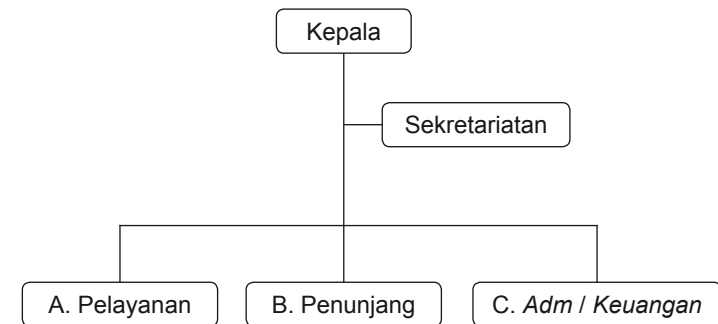 Kepala
Sekretariatan
A. Pelayanan
B. Penunjang
C. Adm / Keuangan